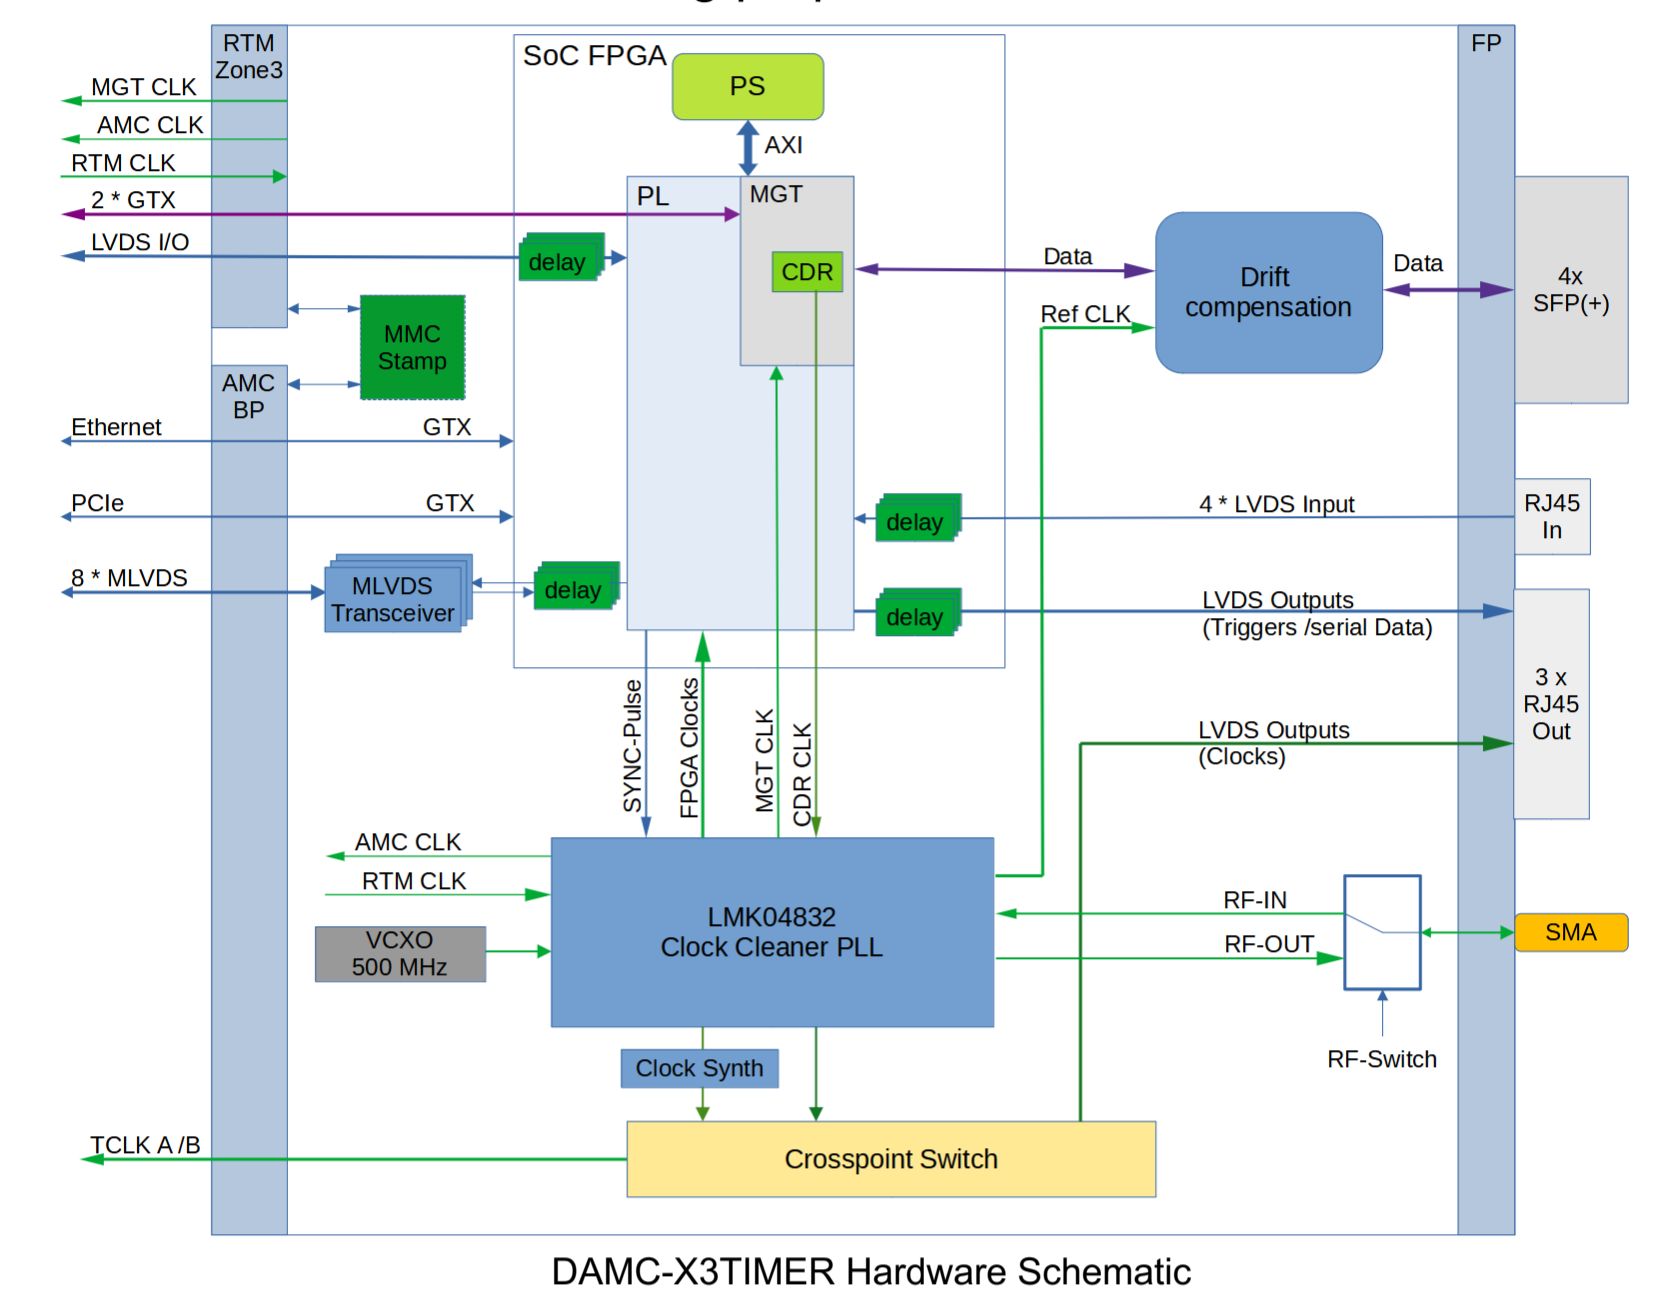 RTM
Zone3
SoC FPGA
FP
PS
MGT CLK
AMC CLK
AXI
RTM CLK
2 * GTX
PL
MGT
LVDS I/O
delay
CDR
Data
Drift
compensation
Data
4x
SFP(+)
Ref CLK
MMC
Stamp
AMC
BP
Ethernet
GTX
PCIe
GTX
delay
4 * LVDS Input
RJ45
In
8 * MLVDS
MLVDS
Transceiver
delay
delay
LVDS Outputs
(Triggers /serial Data)
3 x
RJ45
Out
SYNC-Pulse
FPGA Clocks
MGT CLK
CDR CLK
LVDS Outputs
(Clocks)
AMC CLK
RTM CLK
LMK04832
Clock Cleaner PLL
VCXO
500 MHz
RF-IN
RF-OUT
SMA
RF-Switch
Clock Synth
TCLK A /B
Crosspoint Switch
DAMC-X3TIMER Hardware Schematic